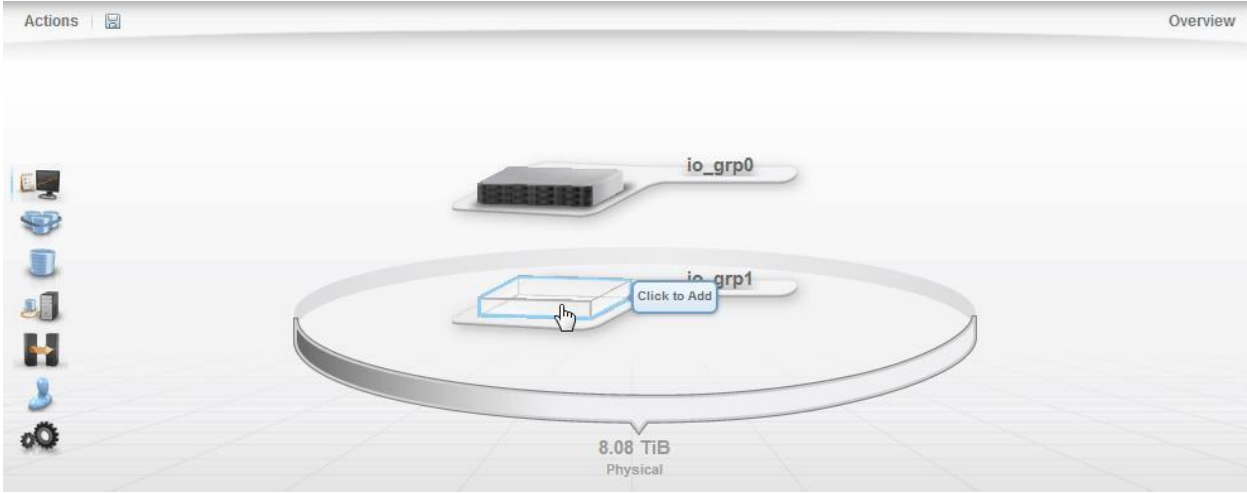 Actions
Overview
io_grp0
io_grp1
Click to Add
8.08 TiB
Physical